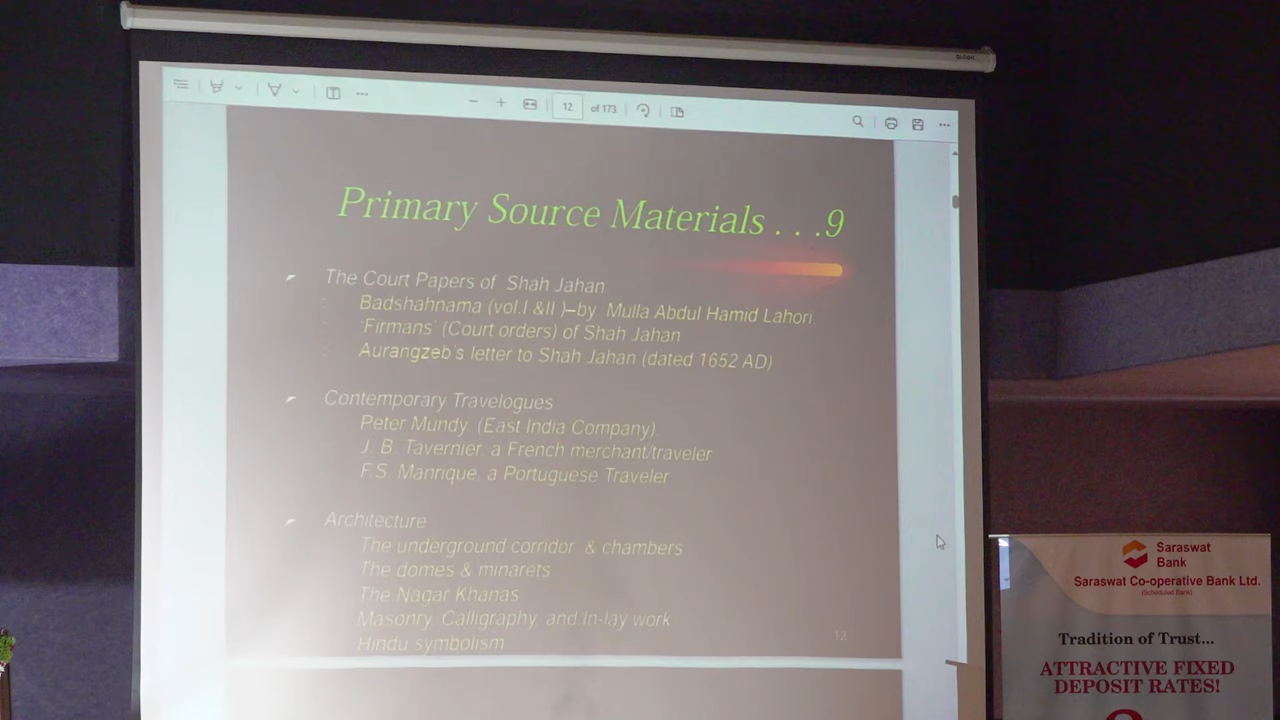 12 of 173
Primary Source Materials . . .9
The Court Papers of Shah Jahan
Badshahnama (vol.I &II )–by Mulla Abdul Hamid Lahori.
'Firmans' (Court orders) of Shah Jahan
Aurangzeb's letter to Shah Jahan (dated 1652 AD)
Contemporary Travelogues
Peter Mundy. (East India Company).
J. B. Tavernier. a French merchant/traveler
F.S. Manrique. a Portuguese Traveler
Architecture
The underground corridor & chambers
The domes & minarets
The Nagar Khanas
Masonry. Calligraphy. and In-lay work
Hindu symbolism
12
Saraswat
Bank
Saraswat Co-operative Bank Ltd.
(Scheduled Bank)
Tradition of Trust...
ATTRACTIVE FIXED
DEPOSIT RATES!